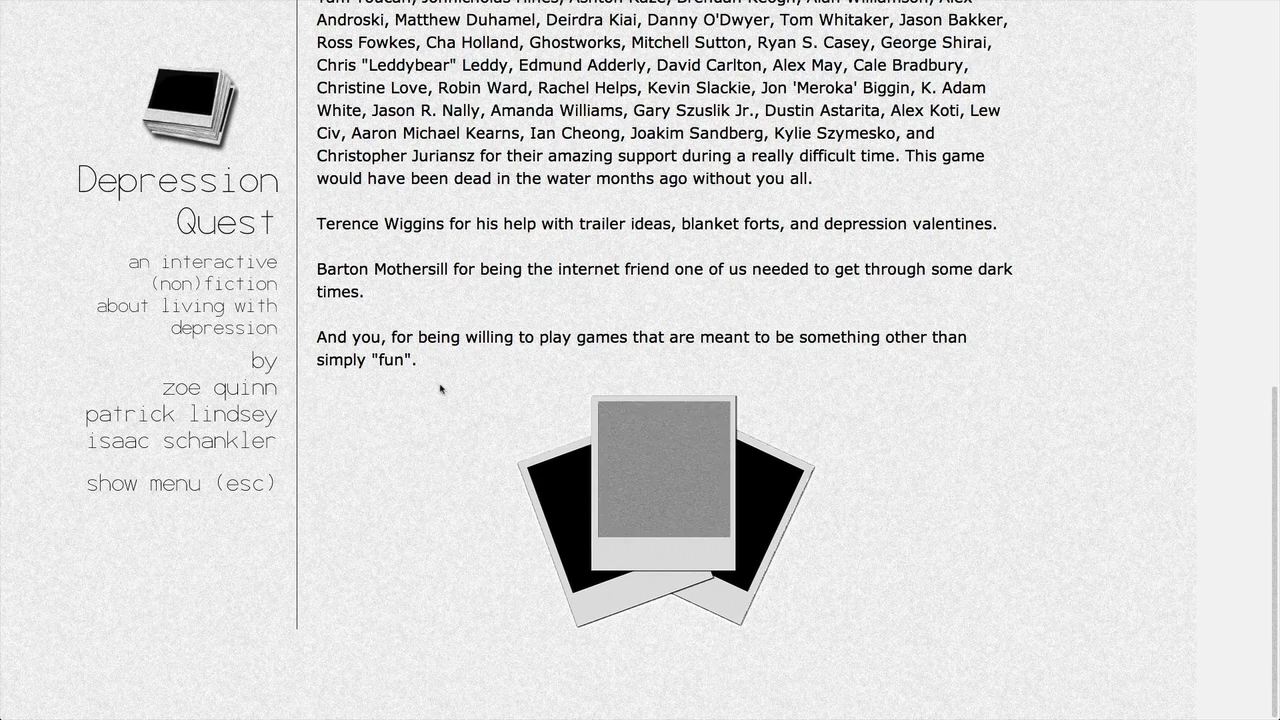 Androski, Matthew Duhamel, Deirdra Kiai, Danny O'Dwyer, Tom Whitaker, Jason Bakker,
Ross Fowkes, Cha Holland, Ghostworks, Mitchell Sutton, Ryan S. Casey, George Shirai,
Chris "Leddybear" Leddy, Edmund Adderly, David Carlton, Alex May, Cale Bradbury,
Christine Love, Robin Ward, Rachel Helps, Kevin Slackie, Jon 'Meroka' Biggin, K. Adam
White, Jason R. Nally, Amanda Williams, Gary Szuslik Jr., Dustin Astarita, Alex Koti, Lew
Civ, Aaron Michael Kearns, Ian Cheong, Joakim Sandberg, Kylie Szymesko, and
Christopher Juriansz for their amazing support during a really difficult time. This game
would have been dead in the water months ago without you all.
Terence Wiggins for his help with trailer ideas, blanket forts, and depression valentines.
Barton Mothersill for being the internet friend one of us needed to get through some dark
times.
And you, for being willing to play games that are meant to be something other than
simply "fun".
Depression
Quest
an interactive
(non)fiction
about living with
depression
by
zoe quinn
patrick lindsey
isaac schankler
show menu (esc)